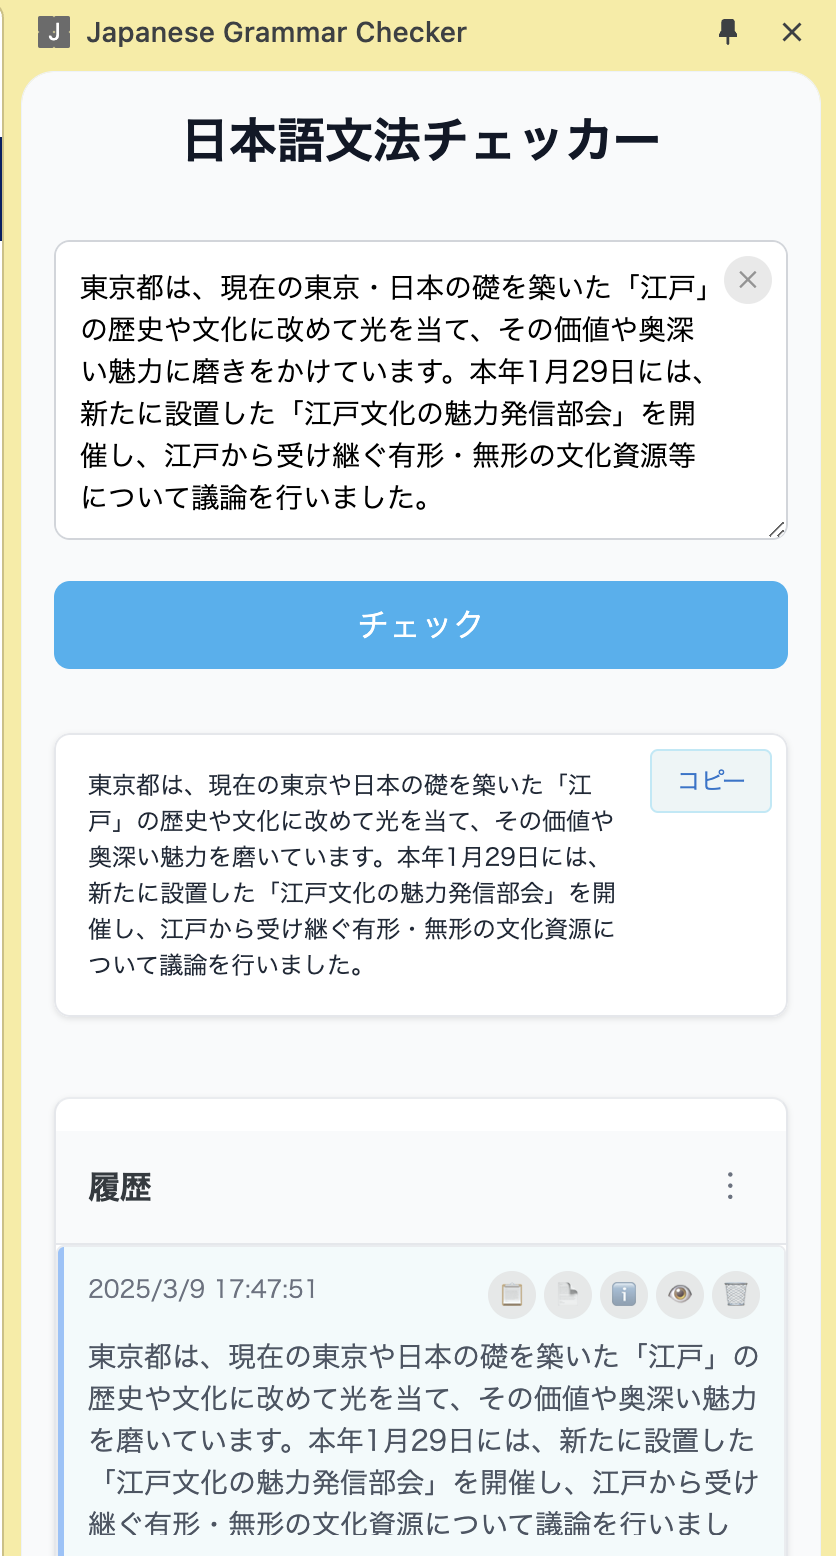 J Japanese Grammar Checker
日本語文法チェッカー
東京都は、現在の東京・日本の礎を築いた「江戸」
の歴史や文化に改めて光を当て、その価値や奥深
い魅力に磨きをかけています。本年1月29日には、
新たに設置した「江戸文化の魅力発信部会」を開
催し、江戸から受け継ぐ有形・無形の文化資源等
について議論を行いました。
チェック
コピー
東京都は、現在の東京や日本の礎を築いた「江
戸」の歴史や文化に改めて光を当て、その価値や
奥深い魅力を磨いています。本年1月29日には、
新たに設置した「江戸文化の魅力発信部会」を開
催し、江戸から受け継ぐ有形・無形の文化資源に
ついて議論を行いました。
履歴
2025/3/9 17:47:51
東京都は、現在の東京や日本の礎を築いた「江戸」の
歴史や文化に改めて光を当て、その価値や奥深い魅力
を磨いています。本年1月29日には、新たに設置した
「江戸文化の魅力発信部会」を開催し、江戸から受け
継ぐ有形・無形の文化資源について議論を行いまし